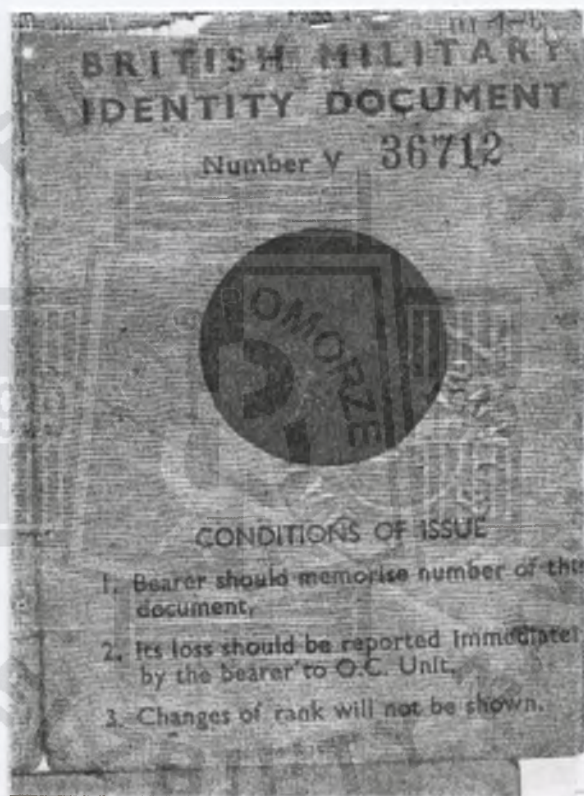 BRITISH MILITARY
IDENTITY DOCUMENT
Number V 36712
OMORZE
CONDITIONS OF ISSUE
1. Bearer should memorise number of this
document,
2. Its loss should be reported immediatel
by the bearer to O.C. Unit,
3. Changes of rank will not be shown.